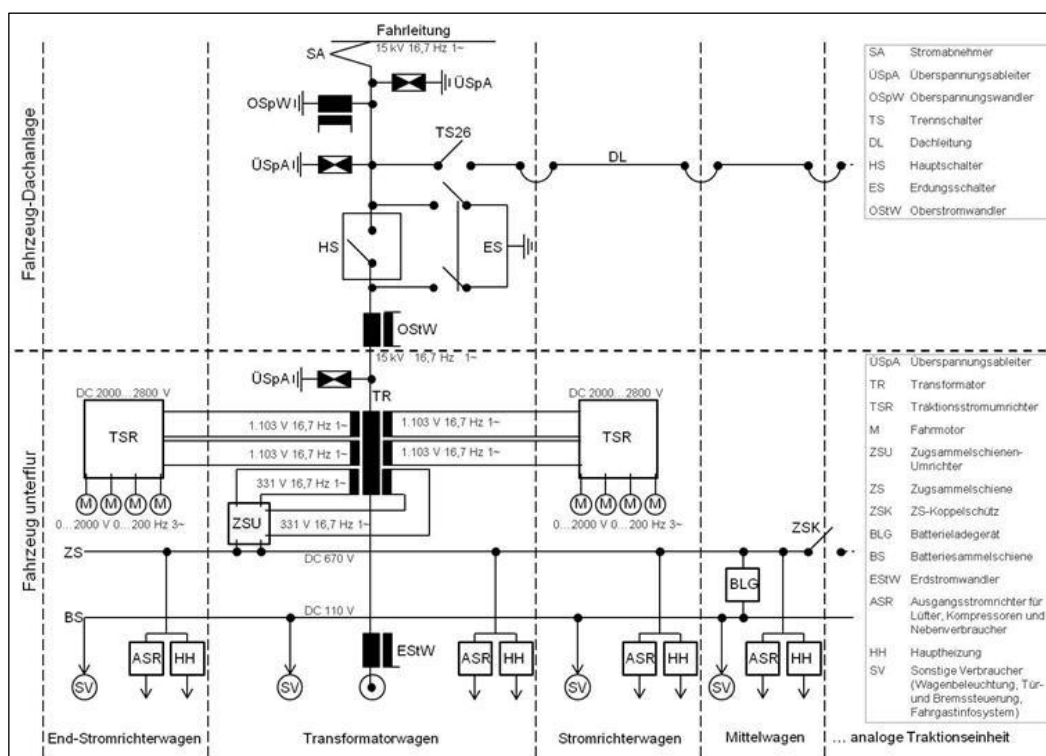 Fahrleitung
15 kV 16,7 Hz 1~
SA
ÜSpA
OSpW
TS26
ÜSpA
DL
HS
ES
OStW
Fahrzeug-Dachanlage
SA Stromabnehmer
ÜSpA Überspannungsableiter
OSpW Oberspannungswandler
TS Trennschalter
DL Dachleitung
HS Hauptschalter
ES Erdungsschalter
OStW Oberstromwandler
15 kV 16,7 Hz 1~
ÜSpA
TR
DC 2000...2800 V
DC 2000...2800 V
TSR
1.103 V 16,7 Hz 1~
1.103 V 16,7 Hz 1~
TSR
1.103 V 16,7 Hz 1~
1.103 V 16,7 Hz 1~
331 V 16,7 Hz 1~
M M M M
M M M M
0...2000 V 0...200 Hz 3~
ZSU
331 V 16,7 Hz 1~
0...2000 V 0...200 Hz 3~
ZSK
ZS
DC 670 V
BLG
BS
DC 110 V
EStW
ASR HH
ASR HH
ASR HH
ASR HH
SV
SV
SV
SV
Fahrzeug unterflur
End-Stromrichterwagen
Transformatorwagen
Stromrichterwagen
Mittelwagen
... analoge Traktionseinheit
ÜSpA Überspannungsableiter
TR Transformator
TSR Traktionsstromumrichter
M Fahrmotor
ZSU Zugsammelschienen-
Umrichter
ZS Zugsammelschiene
ZSK ZS-Koppelschütz
BLG Batterieladegerät
BS Batteriesammelschiene
EStW Erdstromwandler
ASR Ausgangsstromrichter für
Lüfter, Kompressoren und
Nebenverbraucher
HH Hauptheizung
SV Sonstige Verbraucher
(Wagenbeleuchtung, Tür-
und Bremssteuerung,
Fahrgastinfosystem)